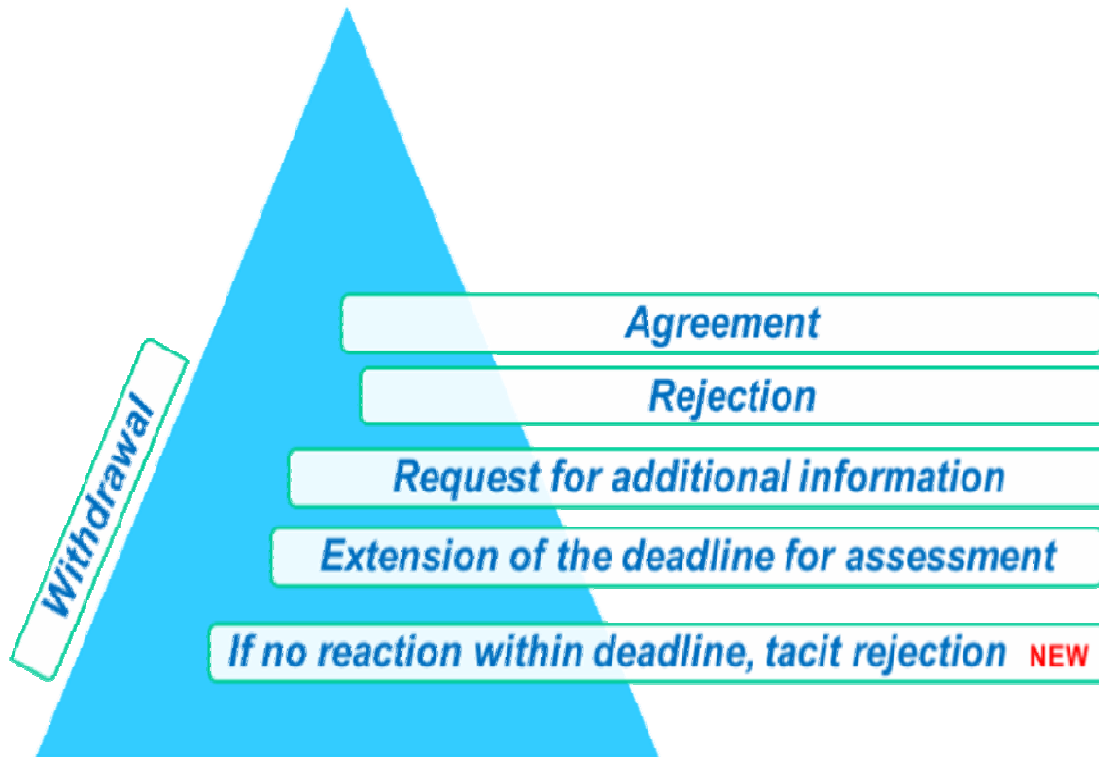 Agreement
Rejection
Request for additional information
Extension of the deadline for assessment
If no reaction within deadline, tacit rejection NEW
Withdrawal